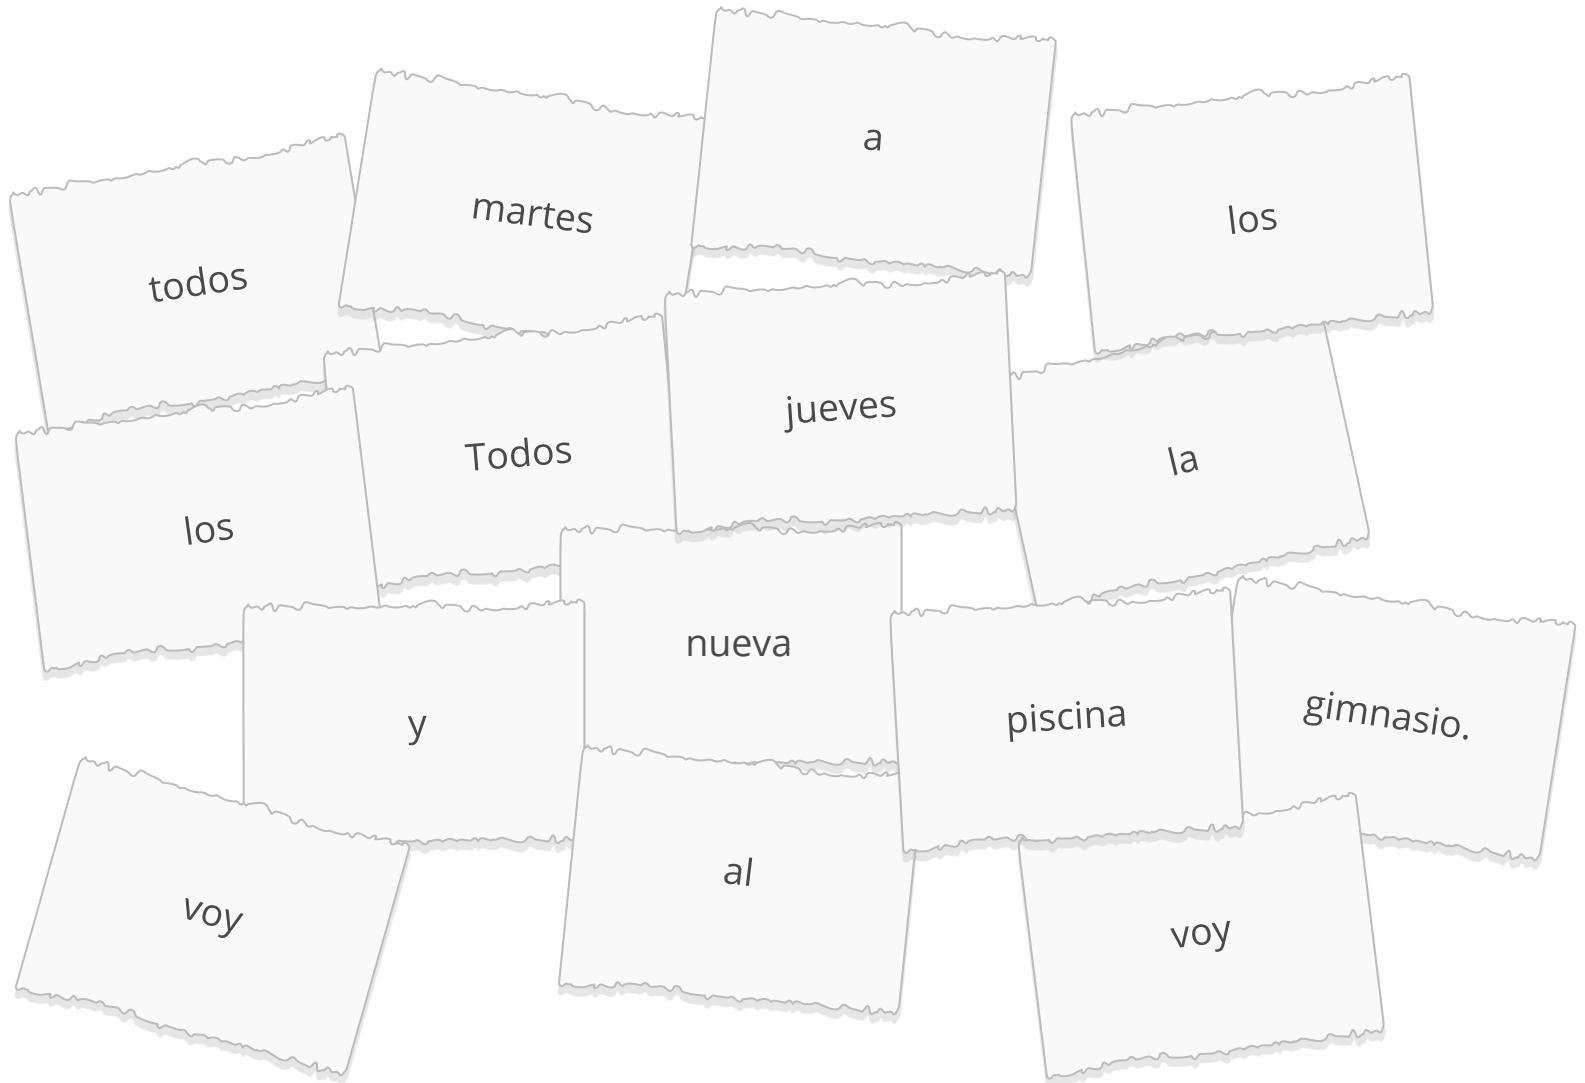 a
martes
los
todos
jueves
Todos
la
los
nueva
piscina
gimnasio.
y
al
voy
voy